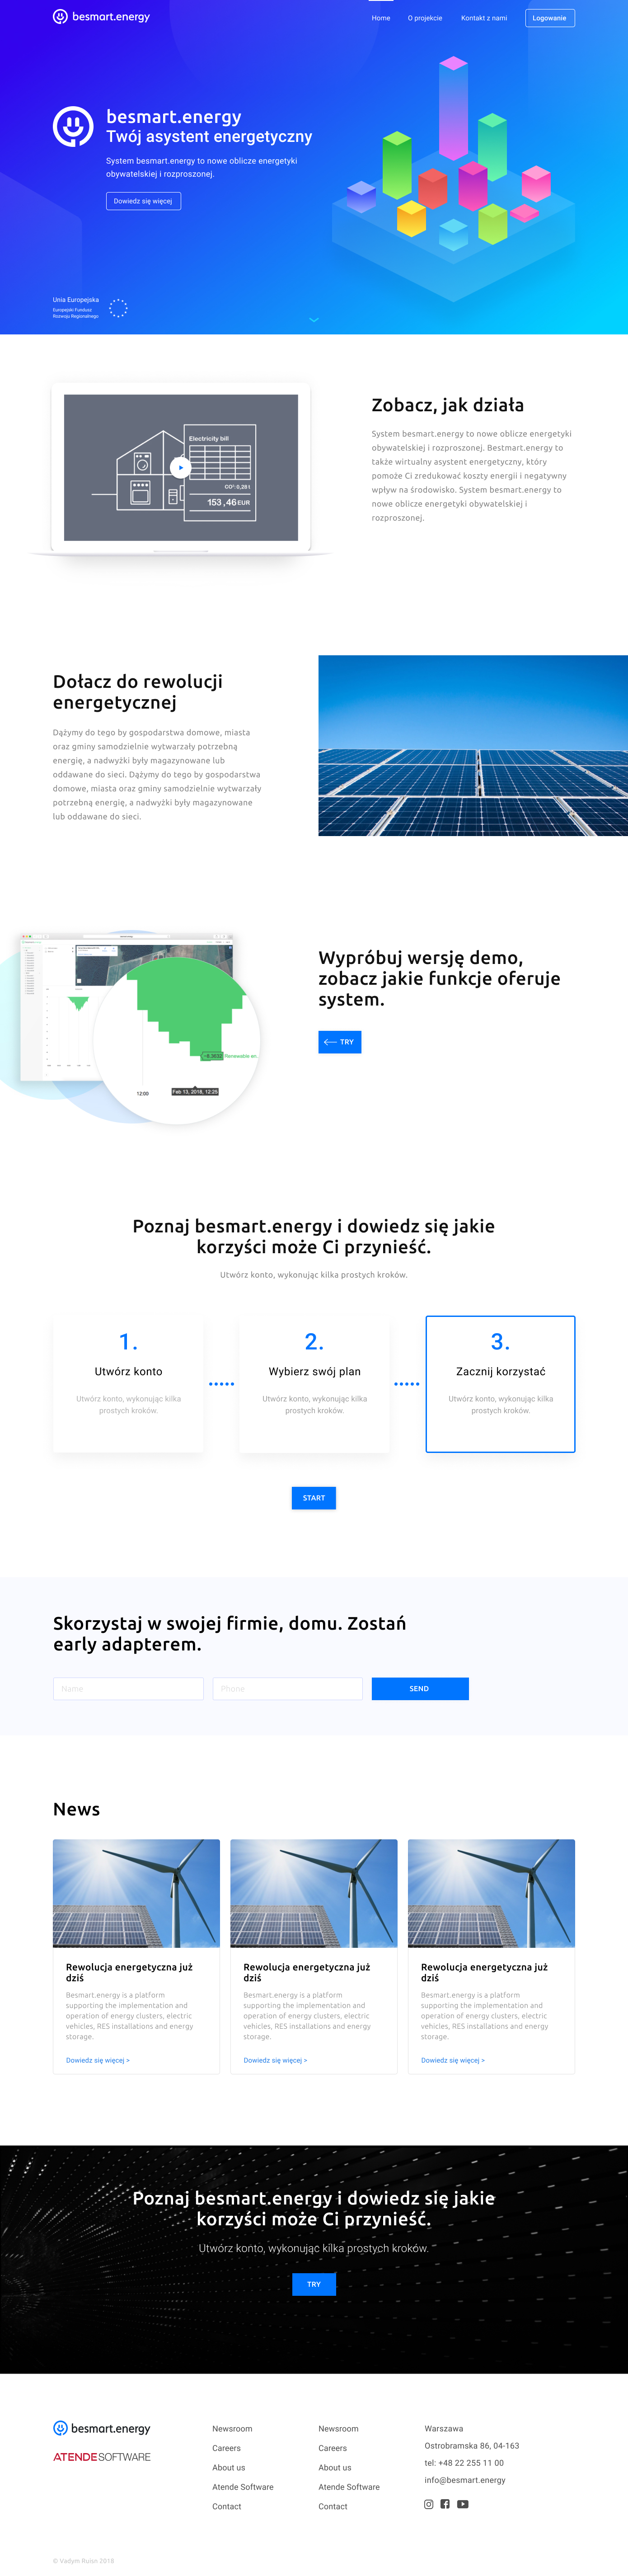 besmart.energy
Home
O projekcie
Kontakt z nami
Logowanie
besmart.energy
Twój asystent energetyczny
System besmart.energy to nowe oblicze energetyki
obywatelskiej i rozproszonej.
Dowiedz się więcej
Unia Europejska
Europejski Fundusz
Rozwoju Regionalnego
Electricity bill
CO²: 0,28 t
153,46 EUR
Zobacz, jak działa
System besmart.energy to nowe oblicze energetyki
obywatelskiej i rozproszonej. Bestmart.energy to
także wirtualny asystent energetyczny, który
pomoże Ci zredukować koszty energii i negatywny
wpływ na środowisko. System besmart.energy to
nowe oblicze energetyki obywatelskiej i
rozproszonej.
Dołacz do rewolucji
energetycznej
Dążymy do tego by gospodarstwa domowe, miasta
oraz gminy samodzielnie wytwarzały potrzebną
energię, a nadwyżki były magazynowane lub
oddawane do sieci. Dążymy do tego by gospodarstwa
domowe, miasta oraz gminy samodzielnie wytwarzały
potrzebną energię, a nadwyżki były magazynowane
lub oddawane do sieci.
Renewable en...
12:00
Feb 13, 2018, 12:25
Wypróbuj wersję demo,
zobacz jakie funkcje oferuje
system.
TRY
Poznaj besmart.energy i dowiedz się jakie
korzyści może Ci przynieść.
Utwórz konto, wykonując kilka prostych kroków.
1.
Utwórz konto
Utwórz konto, wykonując kilka
prostych kroków.
2.
Wybierz swój plan
Utwórz konto, wykonując kilka
prostych kroków.
3.
Zacznij korzystać
Utwórz konto, wykonując kilka
prostych kroków.
START
Skorzystaj w swojej firmie, domu. Zostań
early adapterem.
Name
Phone
SEND
News
Rewolucja energetyczna już
dziś
Besmart.energy is a platform
supporting the implementation and
operation of energy clusters, electric
vehicles, RES installations and energy
storage.
Dowiedz się więcej >
Rewolucja energetyczna już
dziś
Besmart.energy is a platform
supporting the implementation and
operation of energy clusters, electric
vehicles, RES installations and energy
storage.
Dowiedz się więcej >
Rewolucja energetyczna już
dziś
Besmart.energy is a platform
supporting the implementation and
operation of energy clusters, electric
vehicles, RES installations and energy
storage.
Dowiedz się więcej >
Poznaj besmart.energy i dowiedz się jakie
korzyści może Ci przynieść.
Utwórz konto, wykonując kilka prostych kroków.
TRY
besmart.energy
ATENDE SOFTWARE
Newsroom
Careers
About us
Atende Software
Contact
Newsroom
Careers
About us
Atende Software
Contact
Warszawa
Ostrobramska 86, 04-163
tel: +48 22 255 11 00
info@besmart.energy
© Vadym Rulsn 2018